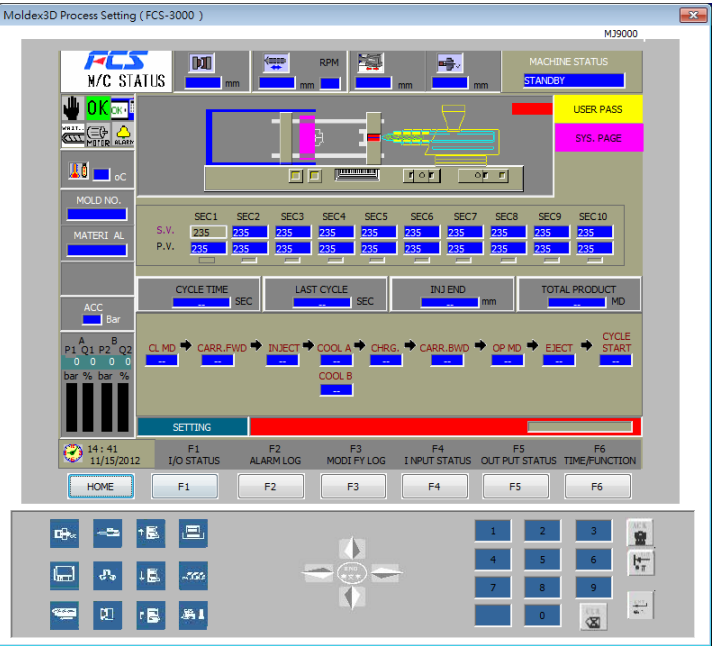 Moldex3D Process Setting ( FCS-3000 )
MJ9000
FCS
M/C STATUS
mm
mm
RPM
mm
mm
MACHINE STATUS
STANDBY
OK
OK
WAIT..
MOTOR
ALARM
USER PASS
SYS. PAGE
oC
MOLD NO.
MATERI AL
SEC1 SEC2 SEC3 SEC4 SEC5 SEC6 SEC7 SEC8 SEC9 SEC10
S.V. 235 235 235 235 235 235 235 235 235 235
P.V. 235 235 235 235 235 235 235 235 235 235
CYCLE TIME LAST CYCLE INJ END TOTAL PRODUCT
-- SEC -- SEC -- mm -- MD
ACC
Bar
A B
P1 Q1 P2 Q2
0 0 0 0
bar % bar %
CL MD CARR.FWD INJECT COOL A CHRG. CARR.BWD OP MD EJECT CYCLE START
-- -- -- -- -- -- -- -- --
COOL B
--
SETTING
14 : 41
11/15/2012
F1 F2 F3 F4 F5 F6
I/O STATUS ALARM LOG MODI FY LOG I NPUT STATUS OUT PUT STATUS TIME/FUNCTION
HOME F1 F2 F3 F4 F5 F6
1 2 3
4 5 6
7 8 9
0